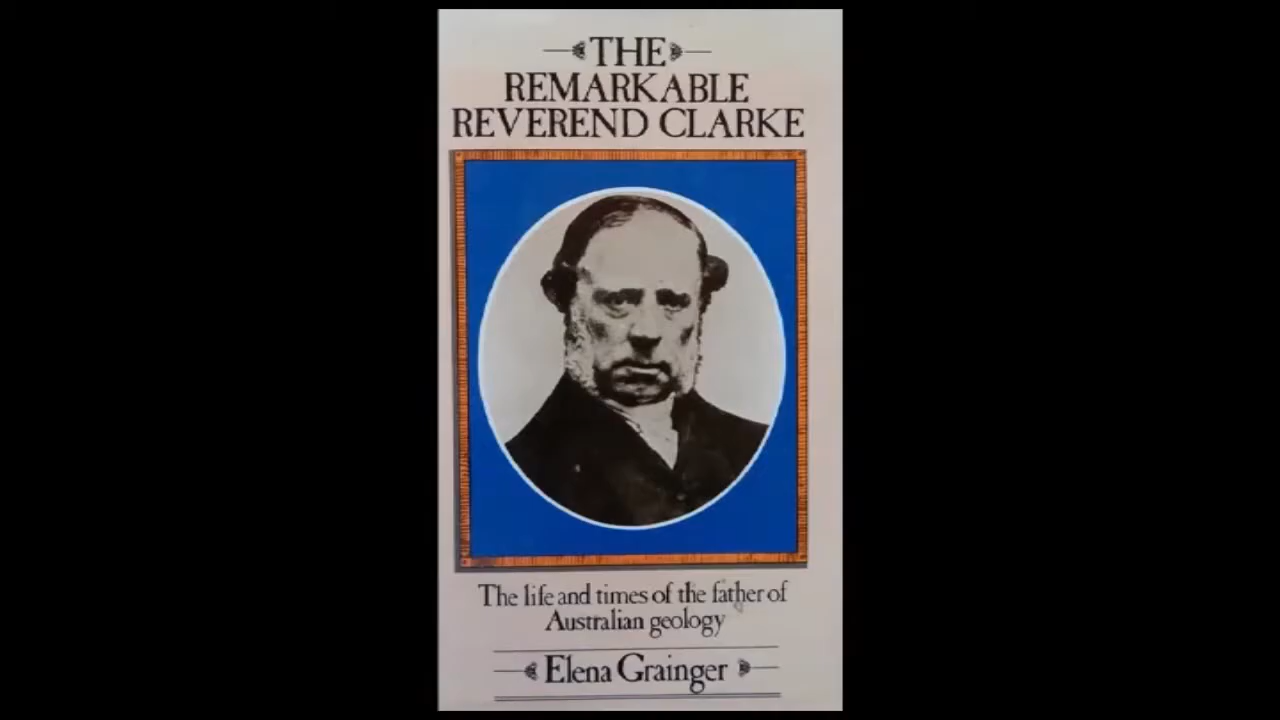 THE
REMARKABLE
REVEREND CLARKE
The life and times of the father of
Australian geology
Elena Grainger